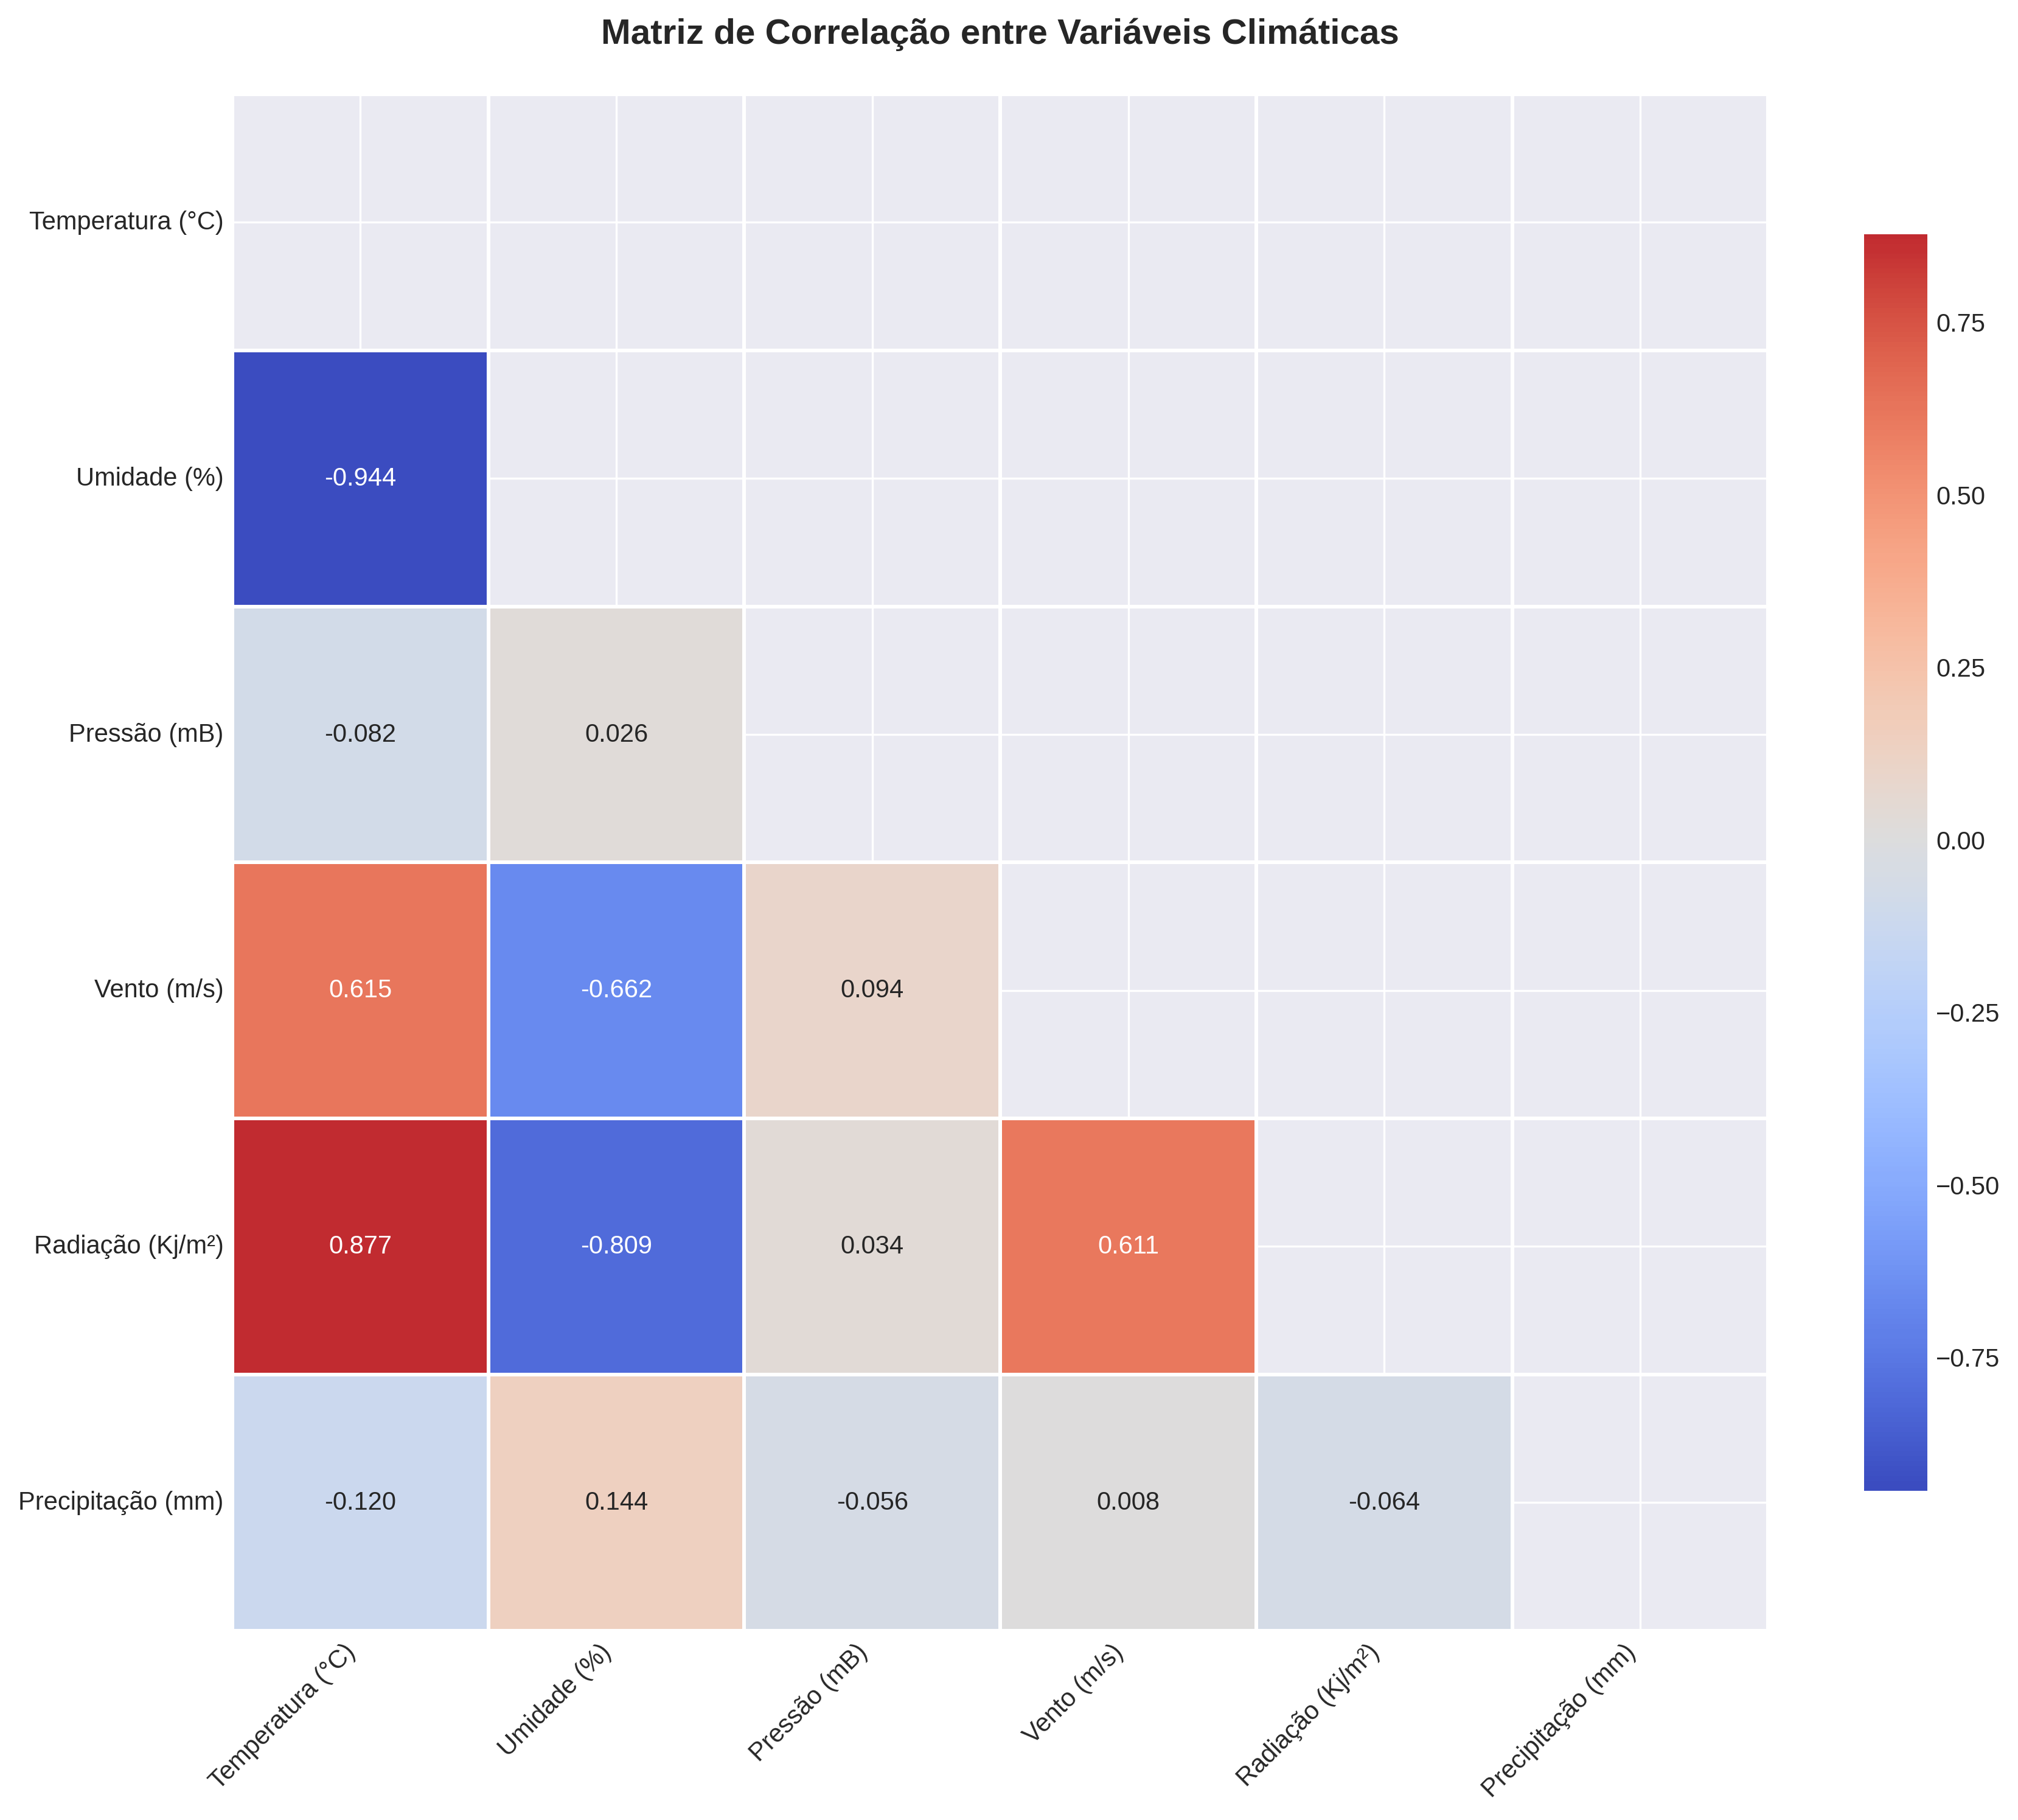 Matriz de Correlação entre Variáveis Climáticas
Temperatura (°C)
Umidade (%)
-0.944
Pressão (mB)
-0.082 0.026
Vento (m/s)
0.615 -0.662 0.094
Radiação (Kj/m²)
0.877 -0.809 0.034 0.611
Precipitação (mm)
-0.120 0.144 -0.056 0.008 -0.064
Temperatura (°C)
Umidade (%)
Pressão (mB)
Vento (m/s)
Radiação (Kj/m²)
Precipitação (mm)
0.75
0.50
0.25
0.00
−0.25
−0.50
−0.75